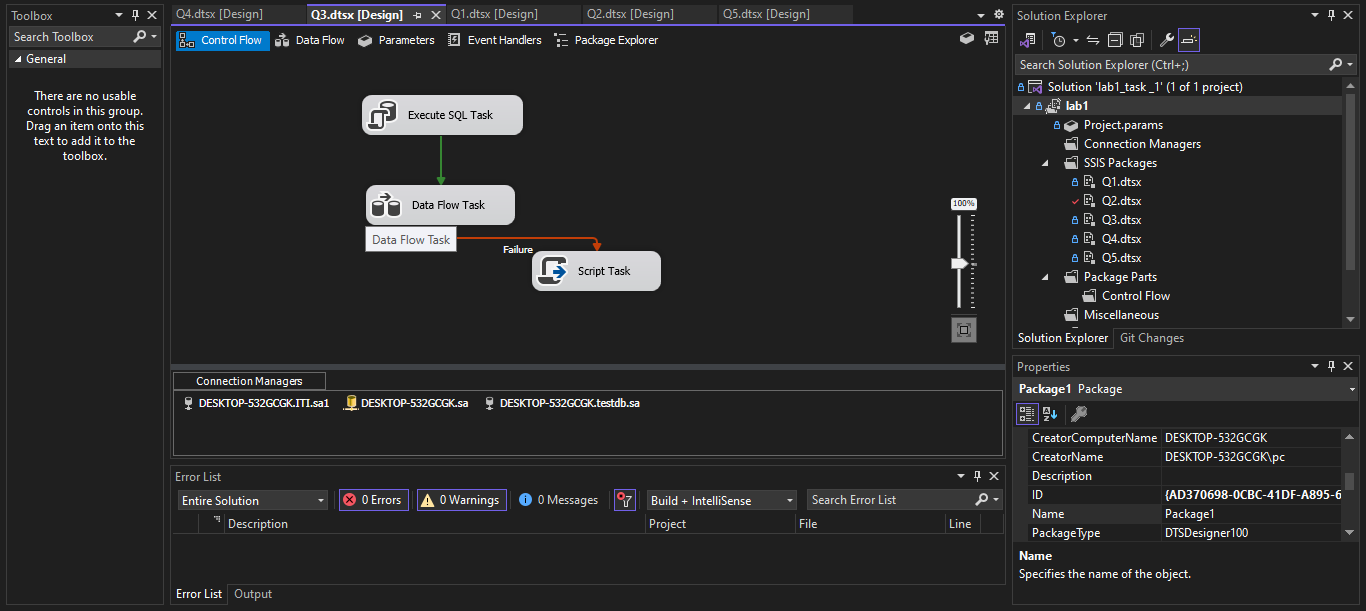 Toolbox
Search Toolbox
General
There are no usable
controls in this group.
Drag an item onto this
text to add it to the
toolbox.
Q4.dtsx [Design]
Q3.dtsx [Design]
Q1.dtsx [Design]
Q2.dtsx [Design]
Q5.dtsx [Design]
Control Flow
Data Flow
Parameters
Event Handlers
Package Explorer
Execute SQL Task
Data Flow Task
Data Flow Task
Failure
Script Task
100%
Connection Managers
DESKTOP-532GCGK.ITI.sa1
DESKTOP-532GCGK.sa
DESKTOP-532GCGK.testdb.sa
Error List
Entire Solution
0 Errors
0 Warnings
0 Messages
Build + IntelliSense
Search Error List
Description
Project
File
Line
Error List
Output
Solution Explorer
Search Solution Explorer (Ctrl+;)
Solution 'lab1_task _1' (1 of 1 project)
lab1
Project.params
Connection Managers
SSIS Packages
Q1.dtsx
Q2.dtsx
Q3.dtsx
Q4.dtsx
Q5.dtsx
Package Parts
Control Flow
Miscellaneous
Solution Explorer
Git Changes
Properties
Package1 Package
CreatorComputerName DESKTOP-532GCGK
CreatorName DESKTOP-532GCGK\pc
Description
ID {AD370698-0CBC-41DF-A895-6
Name Package1
PackageType DTSDesigner100
Name
Specifies the name of the object.